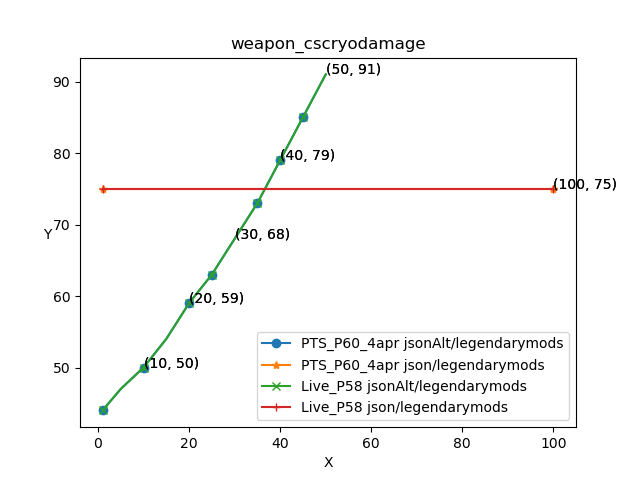 weapon_cscryodamage
(50, 91)
90
80
(40, 79)
(100, 75)
Y
70
(30, 68)
60
(20, 59)
50
(10, 50)
PTS_P60_4apr jsonAlt/legendarymods
PTS_P60_4apr json/legendarymods
Live_P58 jsonAlt/legendarymods
Live_P58 json/legendarymods
0 20 40 60 80 100
X